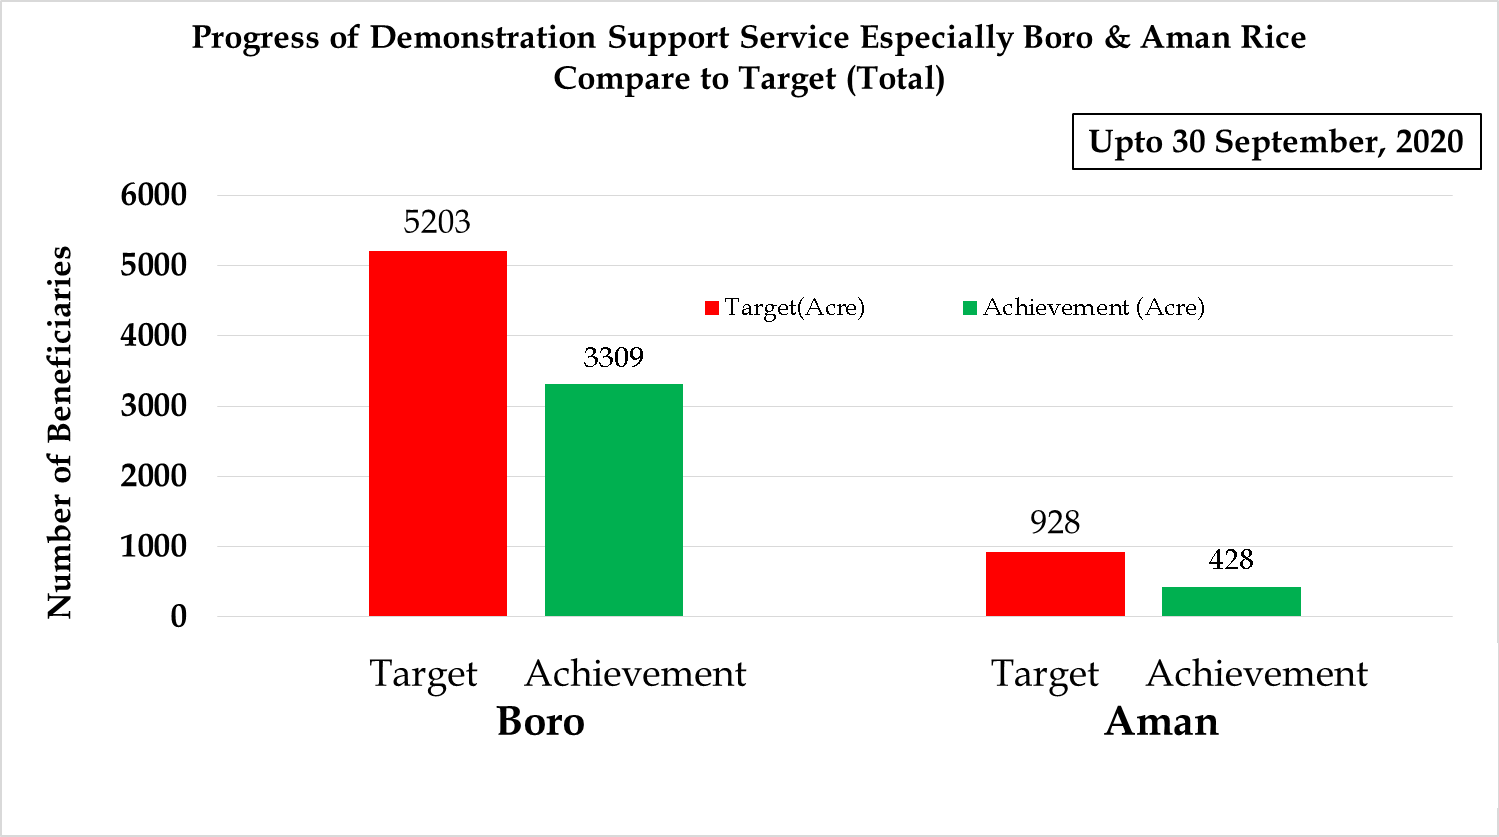 Progress of Demonstration Support Service Especially Boro & Aman Rice
Compare to Target (Total)
Upto 30 September, 2020
Number of Beneficiaries
6000
5000
4000
3000
2000
1000
0
5203
3309
928
428
Target(Acre)
Achievement (Acre)
Target Achievement Target Achievement
Boro Aman